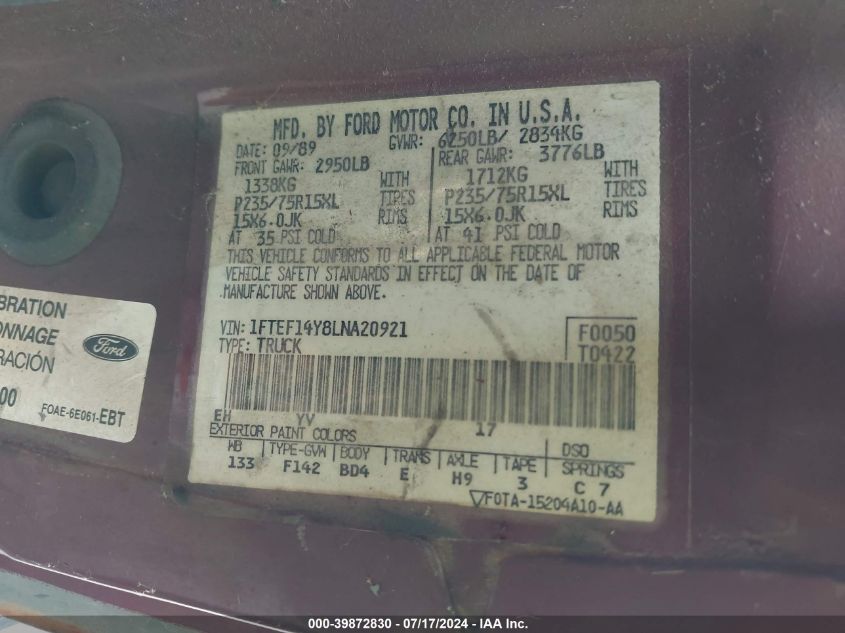 MFD. BY FORD MOTOR CO. IN U.S.A.
DATE: 09/89 GVWR: 6250LB/ 2834KG
FRONT GAWR: 2950LB REAR GAWR: 3776LB
1338KG WITH 1712KG WITH
P235/75R15XL TIRES P235/75R15XL TIRES
15X6.0JK RIMS 15X6.0JK RIMS
AT 35 PSI COLD AT 41 PSI COLD
THIS VEHICLE CONFORMS TO ALL APPLICABLE FEDERAL MOTOR
VEHICLE SAFETY STANDARDS IN EFFECT ON THE DATE OF
MANUFACTURE SHOWN ABOVE.
VIN: 1FTEF14Y8LNA20921 F0050
TYPE: TRUCK T0422
EH YV 17
EXTERIOR PAINT COLORS DSO
WB TYPE-GVW BODY TRANS AXLE TAPE SPRINGS
133 F142 BD4 E H9 3 C 7
F0TA-15204A10-AA
BRATION
ONNAGE
RACIÓN
Ford
00
FOAE-6E061-EBT
000-39872830 - 07/17/2024 - IAA Inc.